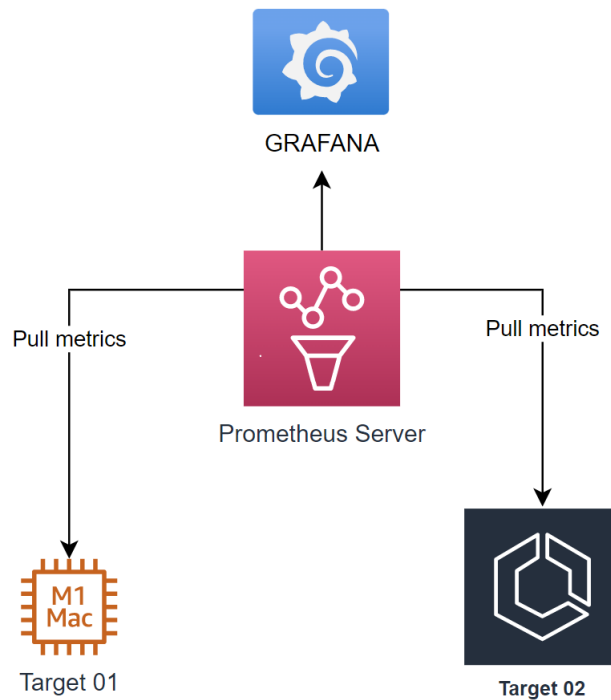 GRAFANA
Pull metrics
Pull metrics
Prometheus Server
M1
Mac
Target 01
Target 02